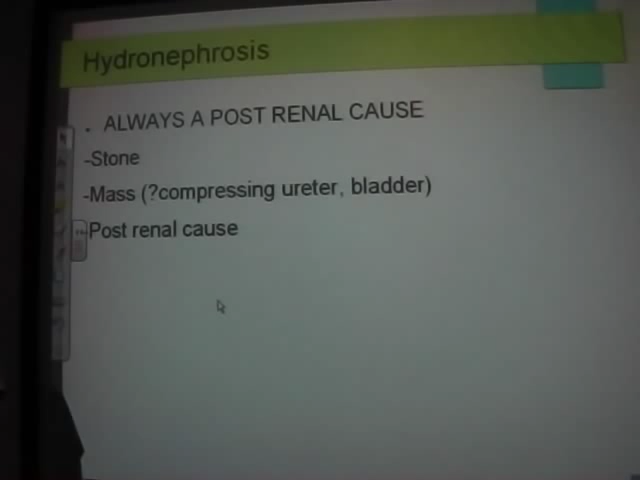 Hydronephrosis
. ALWAYS A POST RENAL CAUSE
-Stone
-Mass (?compressing ureter, bladder)
-Post renal cause